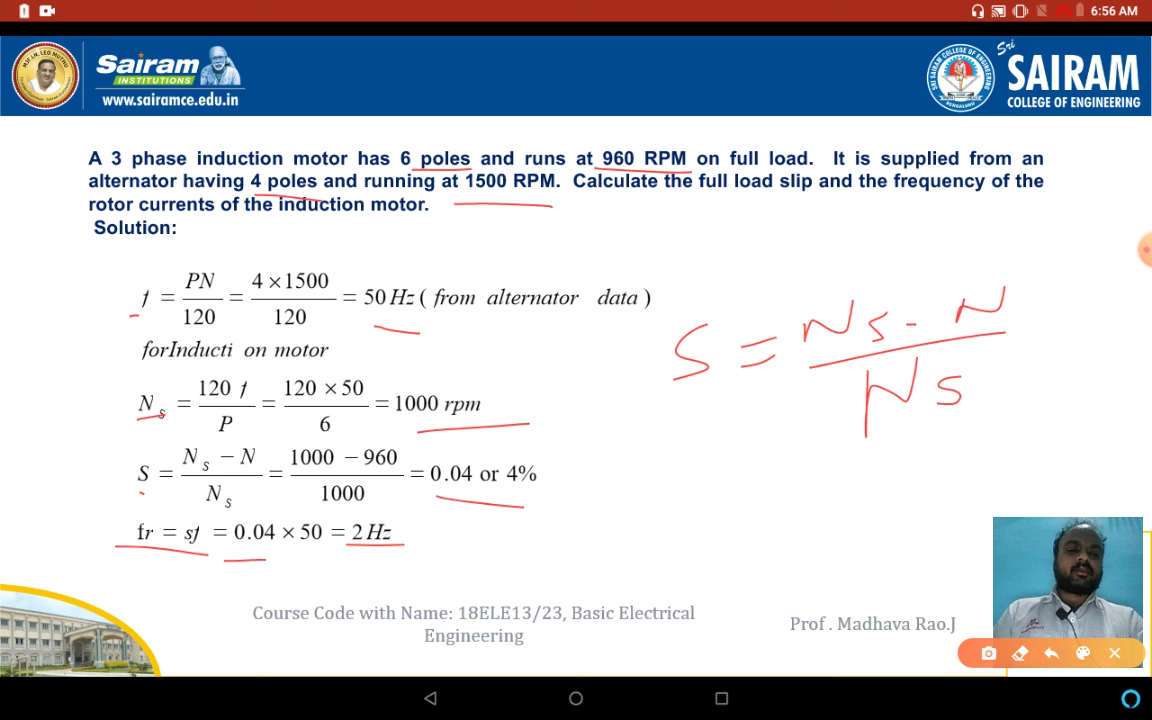 6:56 AM
Sairam
INSTITUTIONS
www.sairamce.edu.in
Sri
SAIRAM
COLLEGE OF ENGINEERING
A 3 phase induction motor has 6 poles and runs at 960 RPM on full load. It is supplied from an
alternator having 4 poles and running at 1500 RPM. Calculate the full load slip and the frequency of the
rotor currents of the induction motor.
Solution:
f = PN/120 = 4 × 1500/120 = 50 Hz ( from alternator data )
forInducti on motor
N s = 120 f/P = 120 × 50/6 = 1000 rpm
S = N s − N/N s = 1000 − 960/1000 = 0.04 or 4%
fr = sf = 0.04 × 50 = 2 Hz
S = Ns - N/Ns
Course Code with Name: 18ELE13/23, Basic Electrical
Engineering
Prof . Madhava Rao.J